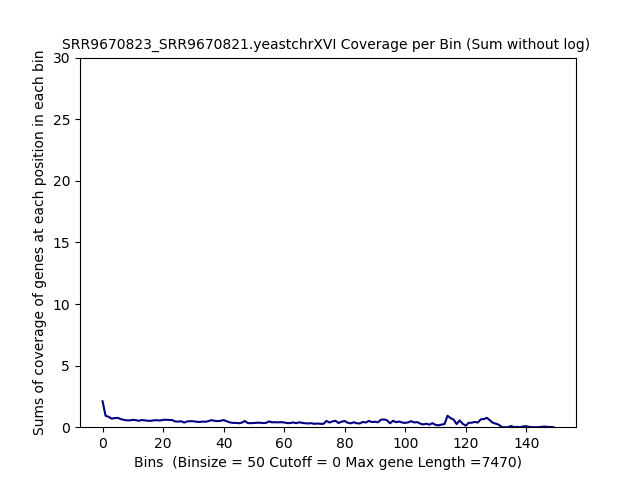 SRR9670823_SRR9670821.yeastchrXVI Coverage per Bin (Sum without log)
Sums of coverage of genes at each position in each bin
30
25
20
15
10
5
0
0 20 40 60 80 100 120 140
Bins  (Binsize = 50 Cutoff = 0 Max gene Length =7470)